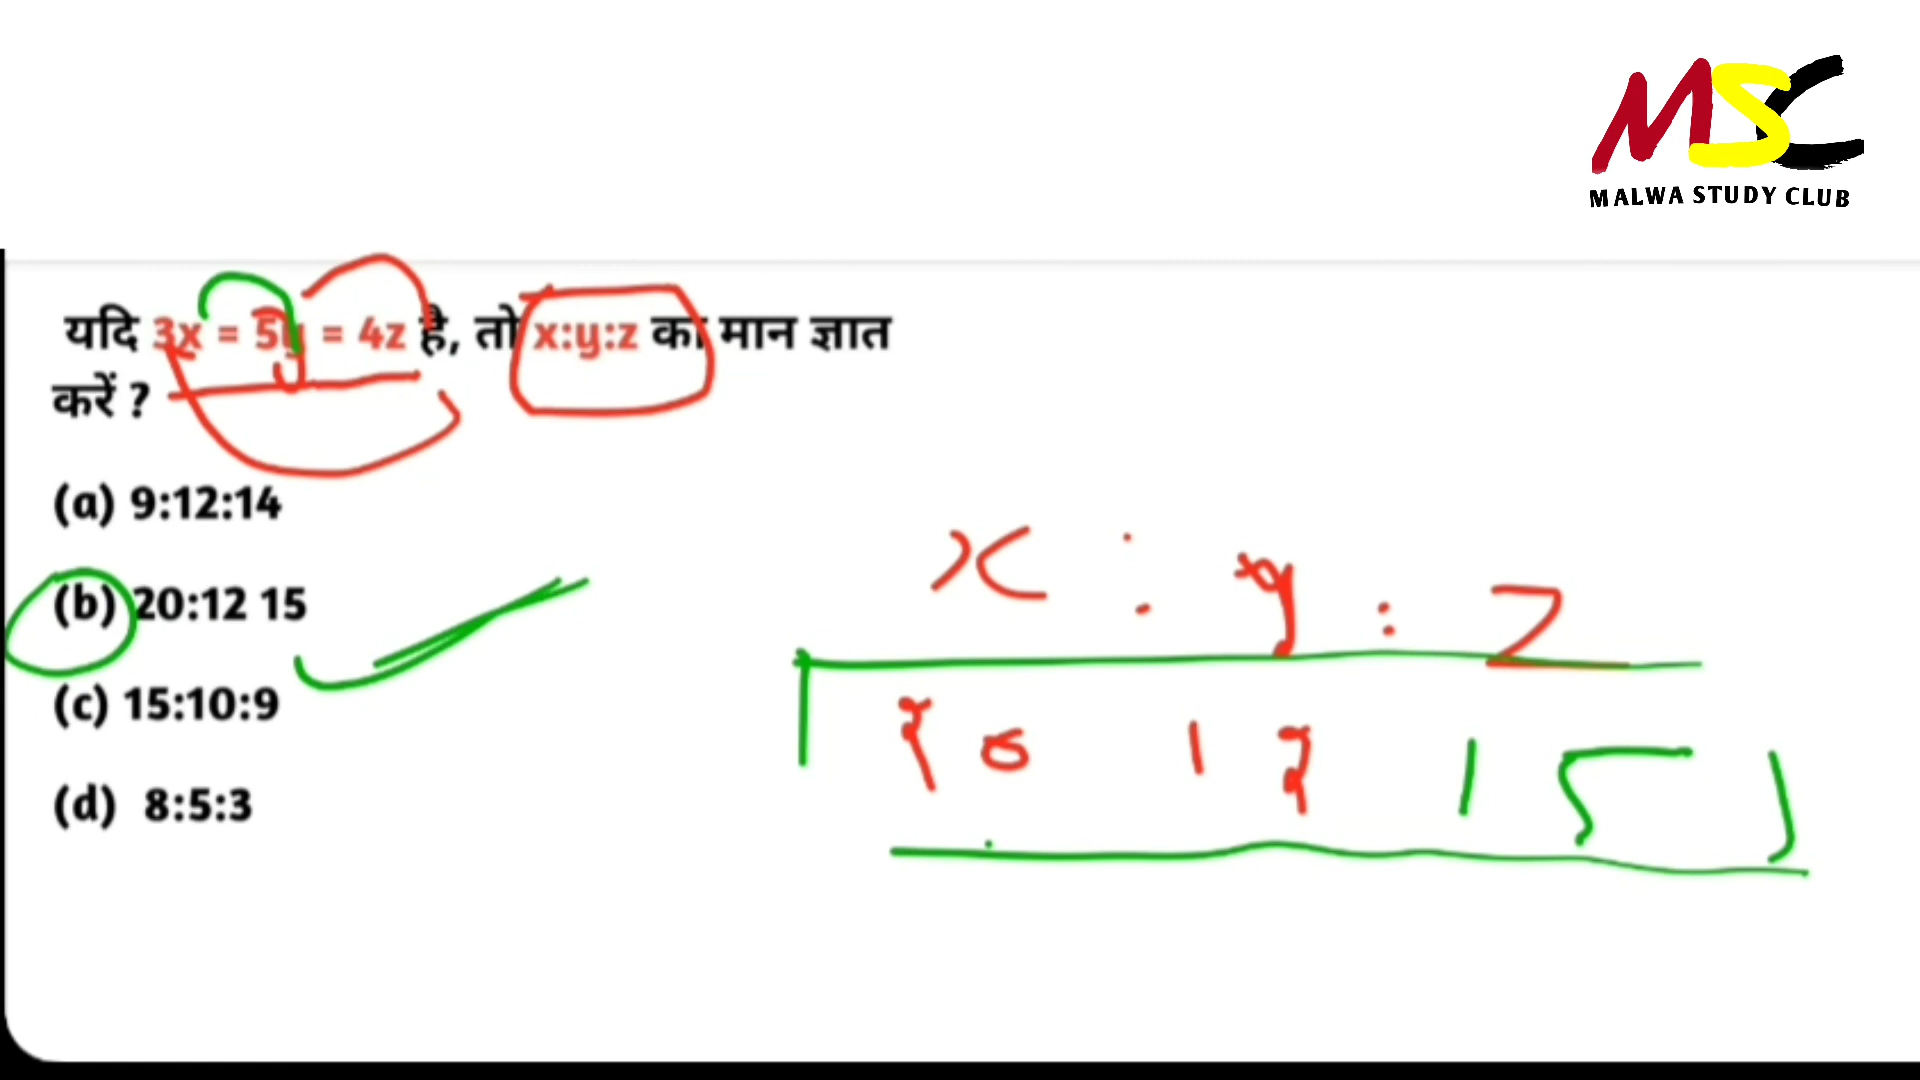 MSC
MALWA STUDY CLUB
यदि 3x = 5y = 4z है, तो x:y:z का मान ज्ञात
करें ?
(a) 9:12:14
(b) 20:12 15
(c) 15:10:9
(d) 8:5:3
x : y : z
20 12 15